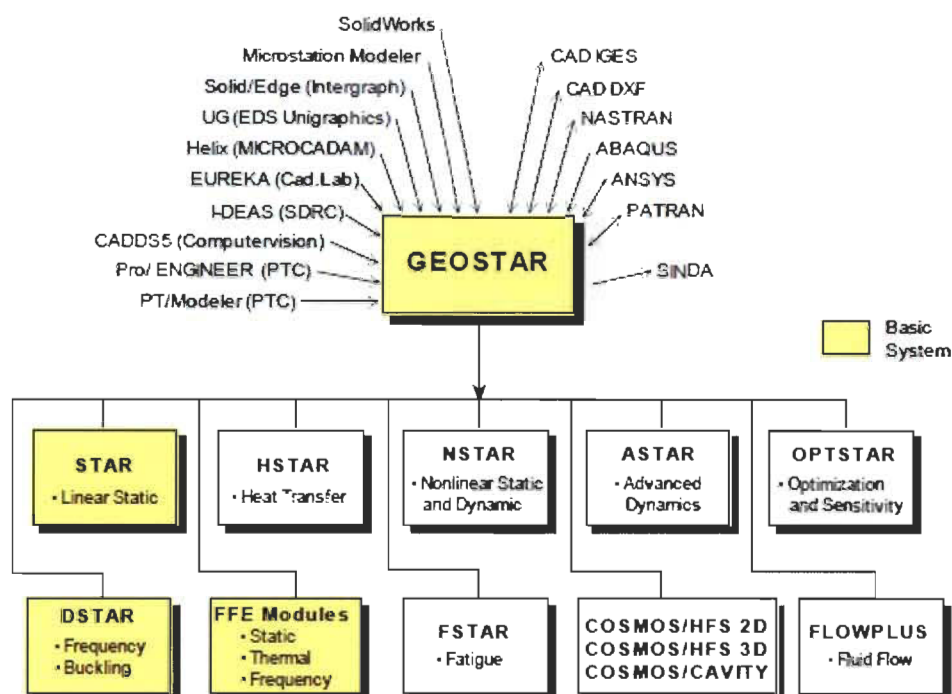 SolidWorks
Microstation Modeler
Solid/Edge (Intergraph)
UG (EDS Unigraphics)
Helix (MICROCADAM)
EUREKA (Cad.Lab)
I-DEAS (SDRC)
CADDS5 (Computervision)
Pro/ ENGINEER (PTC)
PT/Modeler (PTC)
CAD IGES
CAD DXF
NASTRAN
ABAQUS
ANSYS
PATRAN
SINDA
GEOSTAR
Basic
System
STAR
• Linear Static
HSTAR
• Heat Transfer
NSTAR
• Nonlinear Static
and Dynamic
ASTAR
• Advanced
Dynamics
OPTSTAR
• Optimization
and Sensitivity
DSTAR
• Frequency
• Buckling
FFE Modules
• Static
• Thermal
• Frequency
FSTAR
• Fatigue
COSMOS/HFS 2D
COSMOS/HFS 3D
COSMOS/CAVITY
FLOWPLUS
• Fluid Flow